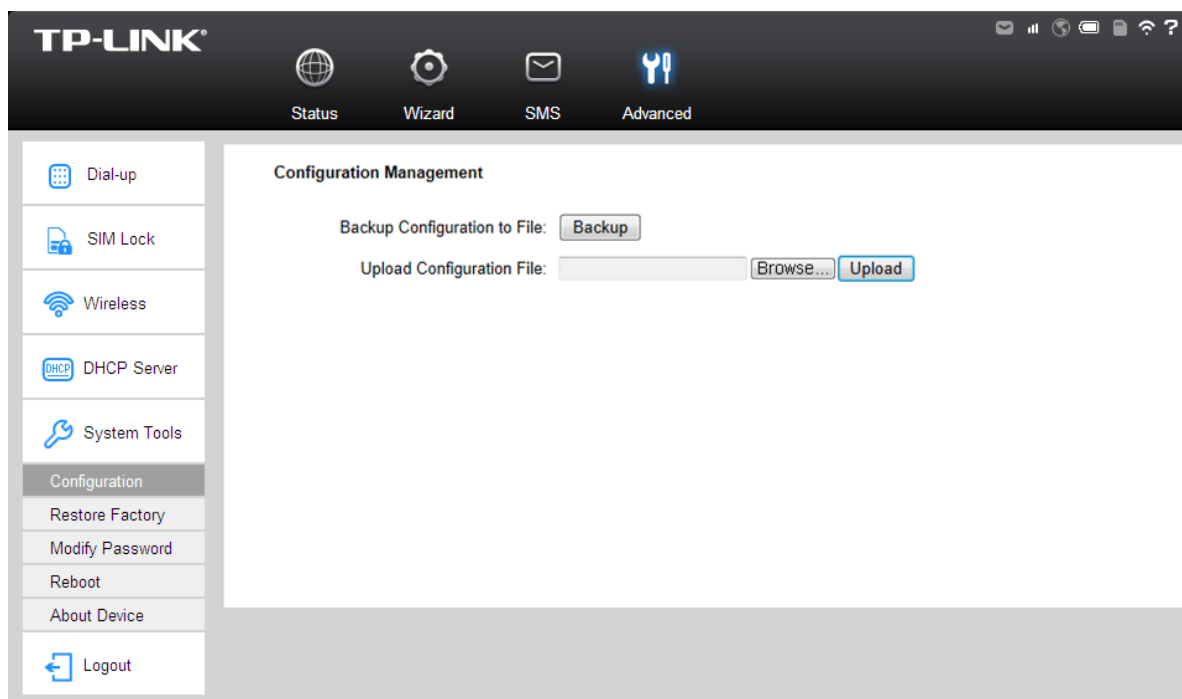 TP-LINK®
?
Status Wizard SMS Advanced
Dial-up
SIM Lock
Wireless
DHCP DHCP Server
System Tools
Configuration
Restore Factory
Modify Password
Reboot
About Device
Logout
Configuration Management
Backup Configuration to File: Backup
Upload Configuration File: Browse... Upload